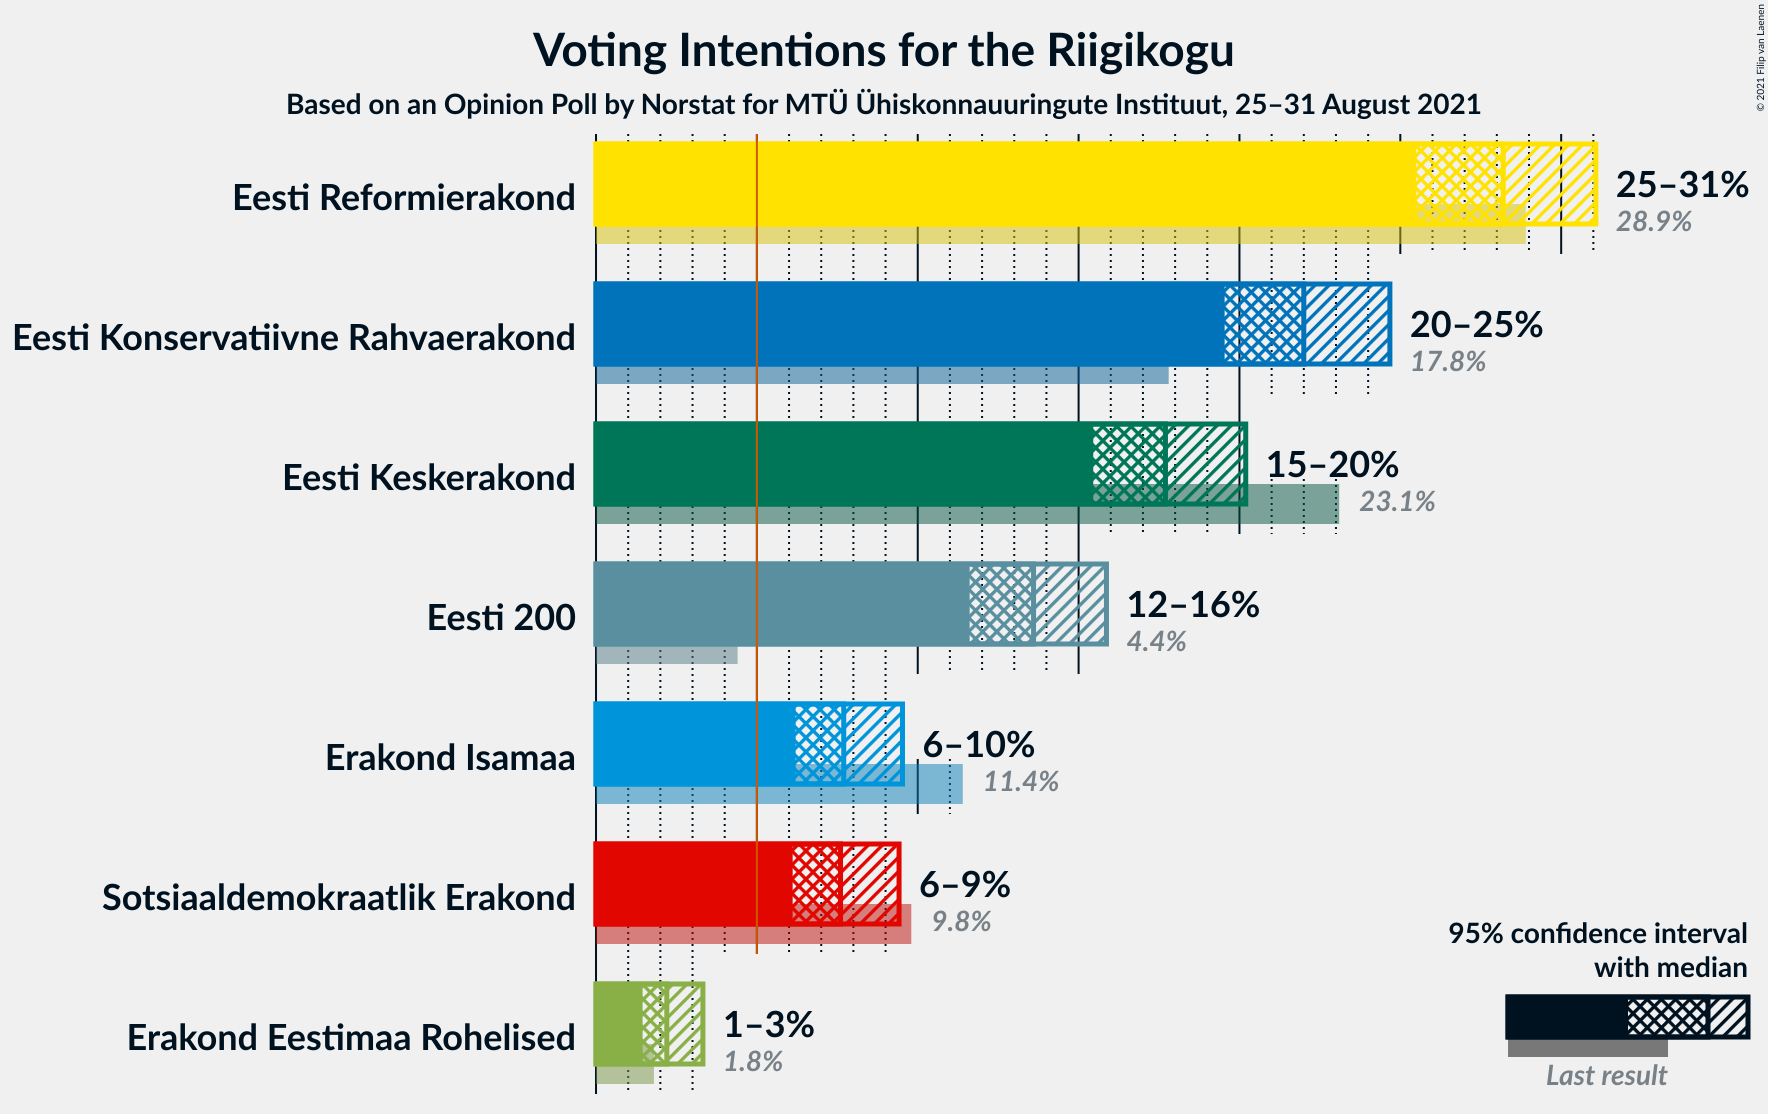 Voting Intentions for the Riigikogu
Based on an Opinion Poll by Norstat for MTÜ Ühiskonnauuringute Instituut, 25–31 August 2021
© 2021 Filip van Laenen
Eesti Reformierakond
25–31%
28.9%
Eesti Konservatiivne Rahvaerakond
20–25%
17.8%
Eesti Keskerakond
15–20%
23.1%
Eesti 200
12–16%
4.4%
Erakond Isamaa
6–10%
11.4%
Sotsiaaldemokraatlik Erakond
6–9%
9.8%
Erakond Eestimaa Rohelised
1–3%
1.8%
95% confidence interval
with median
Last result